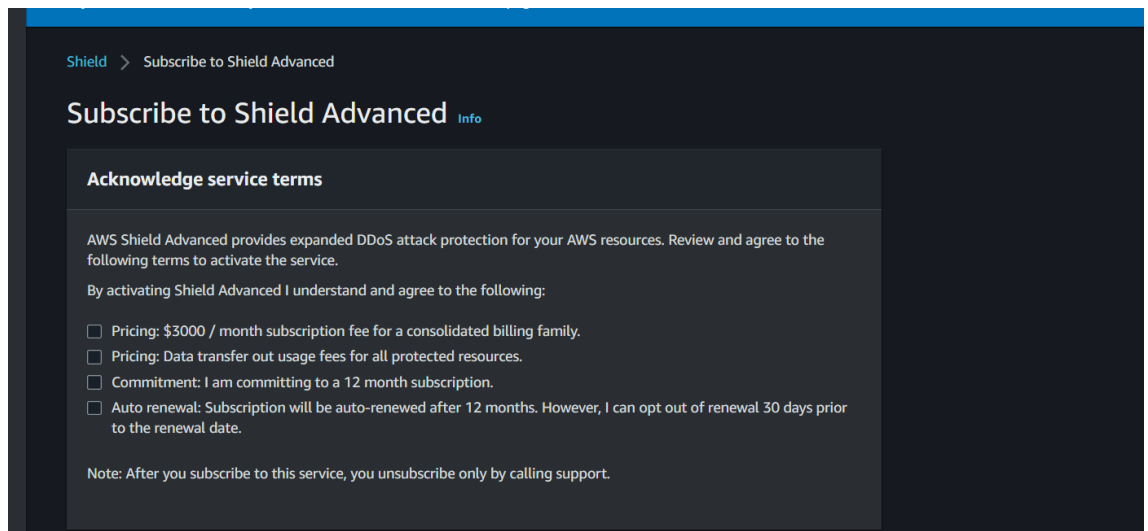 Shield > Subscribe to Shield Advanced
Subscribe to Shield Advanced Info
Acknowledge service terms
AWS Shield Advanced provides expanded DDoS attack protection for your AWS resources. Review and agree to the
following terms to activate the service.
By activating Shield Advanced I understand and agree to the following:
Pricing: $3000 / month subscription fee for a consolidated billing family.
Pricing: Data transfer out usage fees for all protected resources.
Commitment: I am committing to a 12 month subscription.
Auto renewal: Subscription will be auto-renewed after 12 months. However, I can opt out of renewal 30 days prior
to the renewal date.
Note: After you subscribe to this service, you unsubscribe only by calling support.